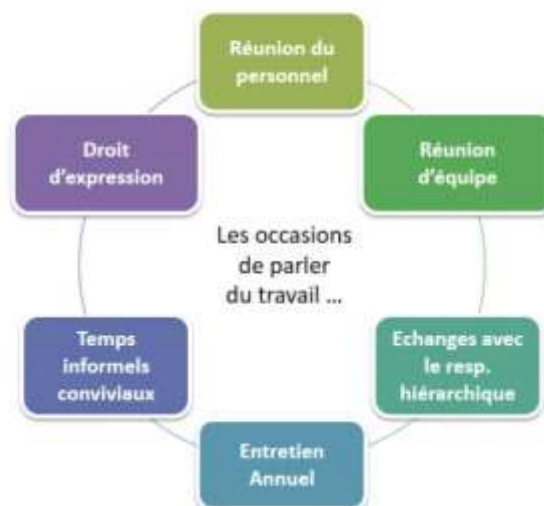 Réunion du
personnel
Droit
d'expression
Réunion
d'équipe
Les occasions
de parler
du travail ...
Temps
informels
conviviaux
Echanges avec
le resp.
hiérarchique
Entretien
Annuel